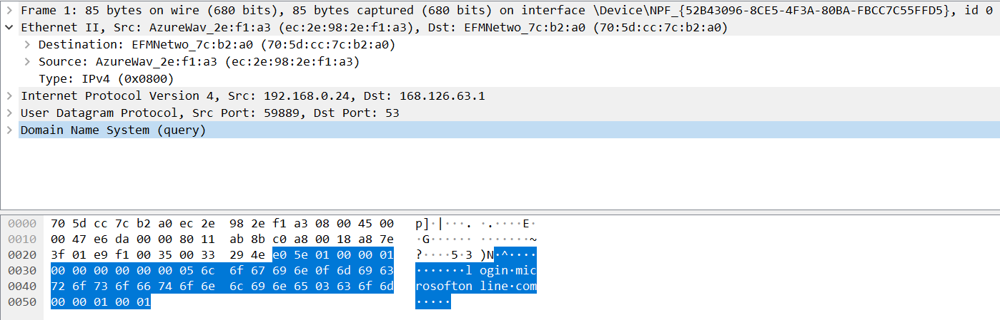 Frame 1: 85 bytes on wire (680 bits), 85 bytes captured (680 bits) on interface \Device\NPF_{52B43096-8CE5-4F3A-80BA-FBCC7C55FFD5}, id 0
Ethernet II, Src: AzureWav_2e:f1:a3 (ec:2e:98:2e:f1:a3), Dst: EFMNetwo_7c:b2:a0 (70:5d:cc:7c:b2:a0)
Destination: EFMNetwo_7c:b2:a0 (70:5d:cc:7c:b2:a0)
Source: AzureWav_2e:f1:a3 (ec:2e:98:2e:f1:a3)
Type: IPv4 (0x0800)
Internet Protocol Version 4, Src: 192.168.0.24, Dst: 168.126.63.1
User Datagram Protocol, Src Port: 59889, Dst Port: 53
Domain Name System (query)
0000 70 5d cc 7c b2 a0 ec 2e 98 2e f1 a3 08 00 45 00 p]·|···. ·.····E·
0010 00 47 e6 da 00 00 80 11 ab 8b c0 a8 00 18 a8 7e ·G······ ·······~
0020 3f 01 e9 f1 00 35 00 33 29 4e e0 5e 01 00 00 01 ?····5·3 )N·^····
0030 00 00 00 00 00 00 05 6c 6f 67 69 6e 0f 6d 69 63 ·······l ogin·mic
0040 72 6f 73 6f 66 74 6f 6e 6c 69 6e 65 03 63 6f 6d rosofton line·com
0050 00 00 01 00 01 ·····